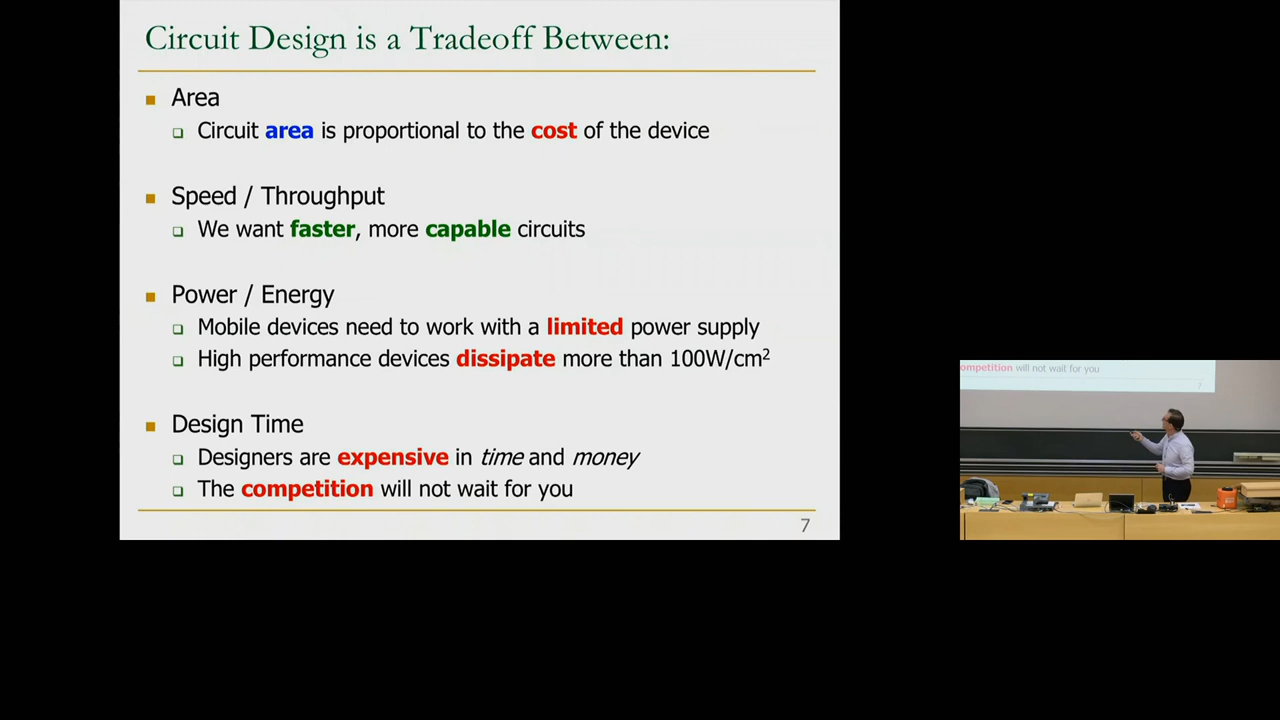 Circuit Design is a Tradeoff Between:
Area
Circuit area is proportional to the cost of the device
Speed / Throughput
We want faster, more capable circuits
Power / Energy
Mobile devices need to work with a limited power supply
High performance devices dissipate more than 100W/cm²
Design Time
Designers are expensive in time and money
The competition will not wait for you
7
ompetition will not wait for you
7